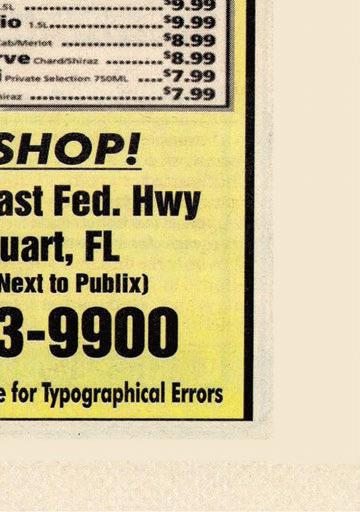 .5L ........ $9.99
io 1.5L ........ $9.99
Cab/Merlot ........ $8.99
rve Chard/Shiraz ........ $8.99
Private Selection 750ML .... $7.99
hiraz ........ $7.99
SHOP!
ast Fed. Hwy
uart, FL
Next to Publix)
3-9900
e for Typographical Errors